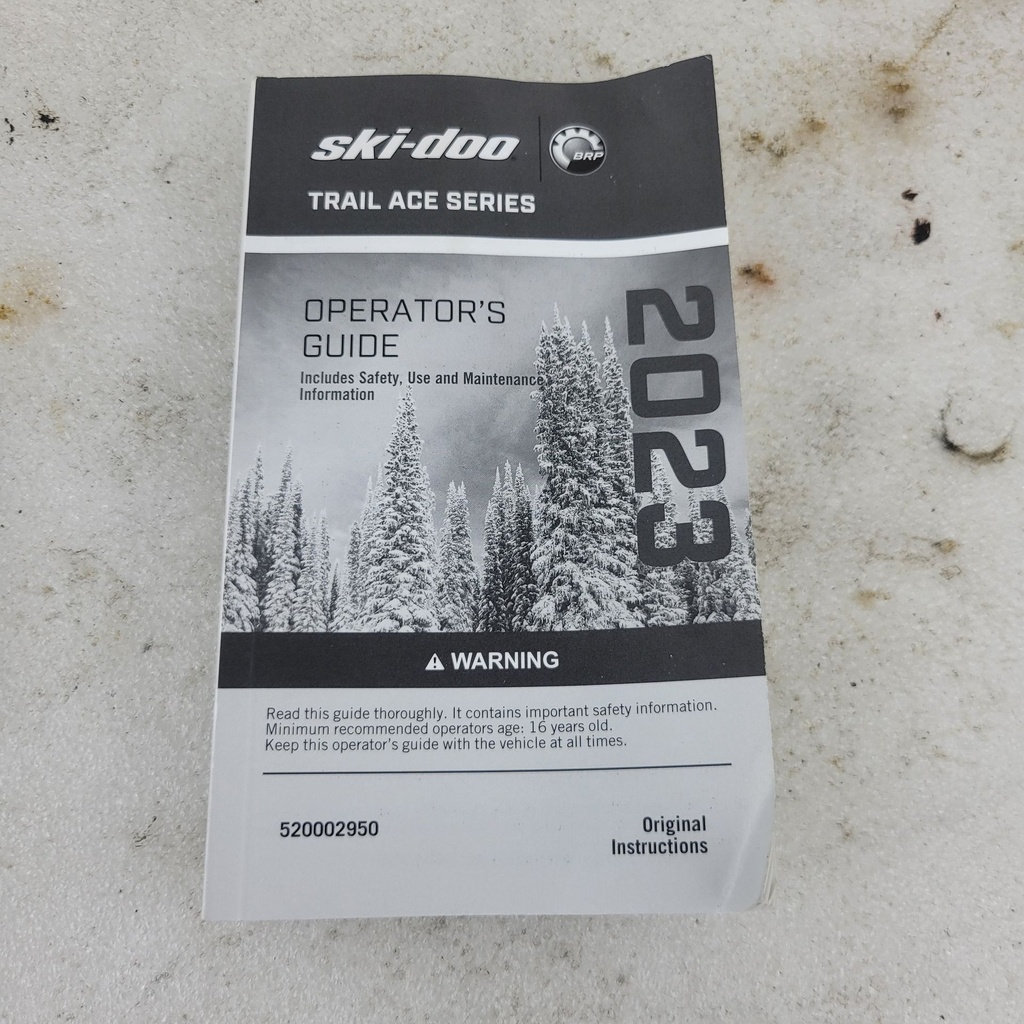 ski-doo BRP
TRAIL ACE SERIES
OPERATOR'S
GUIDE
Includes Safety, Use and Maintenance
Information
2023
WARNING
Read this guide thoroughly. It contains important safety information.
Minimum recommended operators age: 16 years old.
Keep this operator's guide with the vehicle at all times.
520002950
Original
Instructions